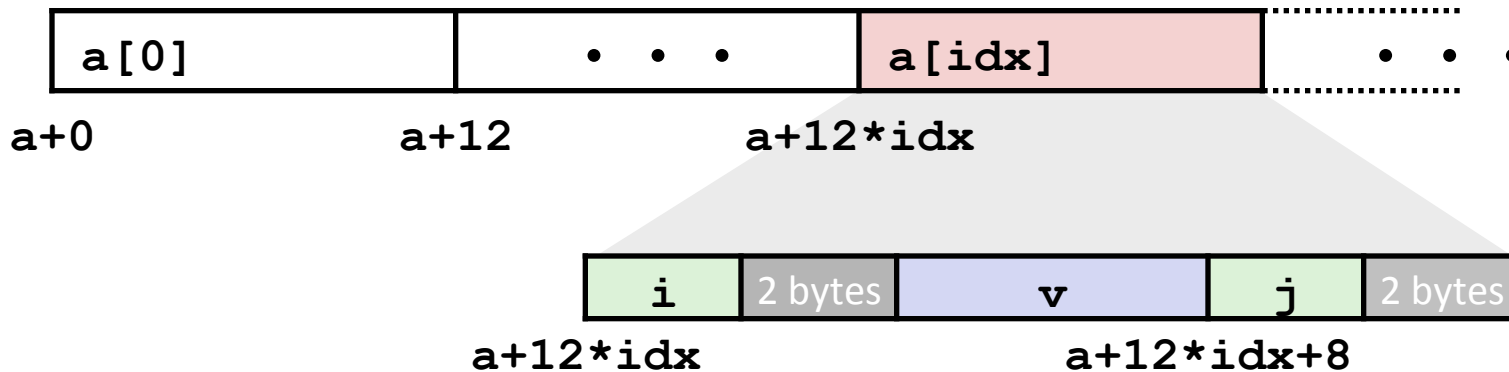 a[0] • • • a[idx] • • •
a+0 a+12 a+12*idx
i 2 bytes v j 2 bytes
a+12*idx a+12*idx+8